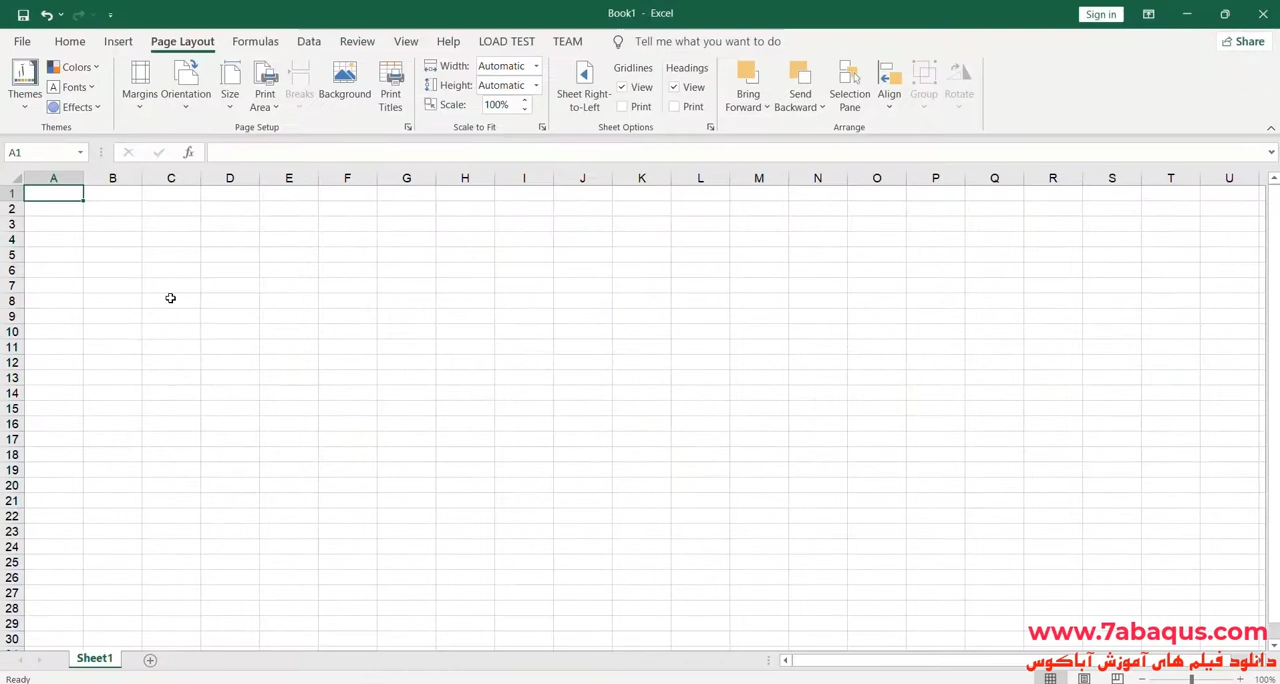 Book1 - Excel
Sign in
File Home Insert Page Layout Formulas Data Review View Help LOAD TEST TEAM Tell me what you want to do Share
Themes Colors Fonts Effects
Margins Orientation Size Print Area Breaks Background Print Titles
Width: Automatic
Height: Automatic
Scale: 100%
Sheet Right-to-Left
Gridlines View Print
Headings View Print
Bring Forward Send Backward Selection Pane Align Group Rotate
Themes Page Setup Scale to Fit Sheet Options Arrange
A1 fx
A B C D E F G H I J K L M N O P Q R S T U
1
2
3
4
5
6
7
8
9
10
11
12
13
14
15
16
17
18
19
20
21
22
23
24
25
26
27
28
29
30
www.7abaqus.com
Sheet1
دانلود فیلم های آموزش آباکوس
Ready
100%